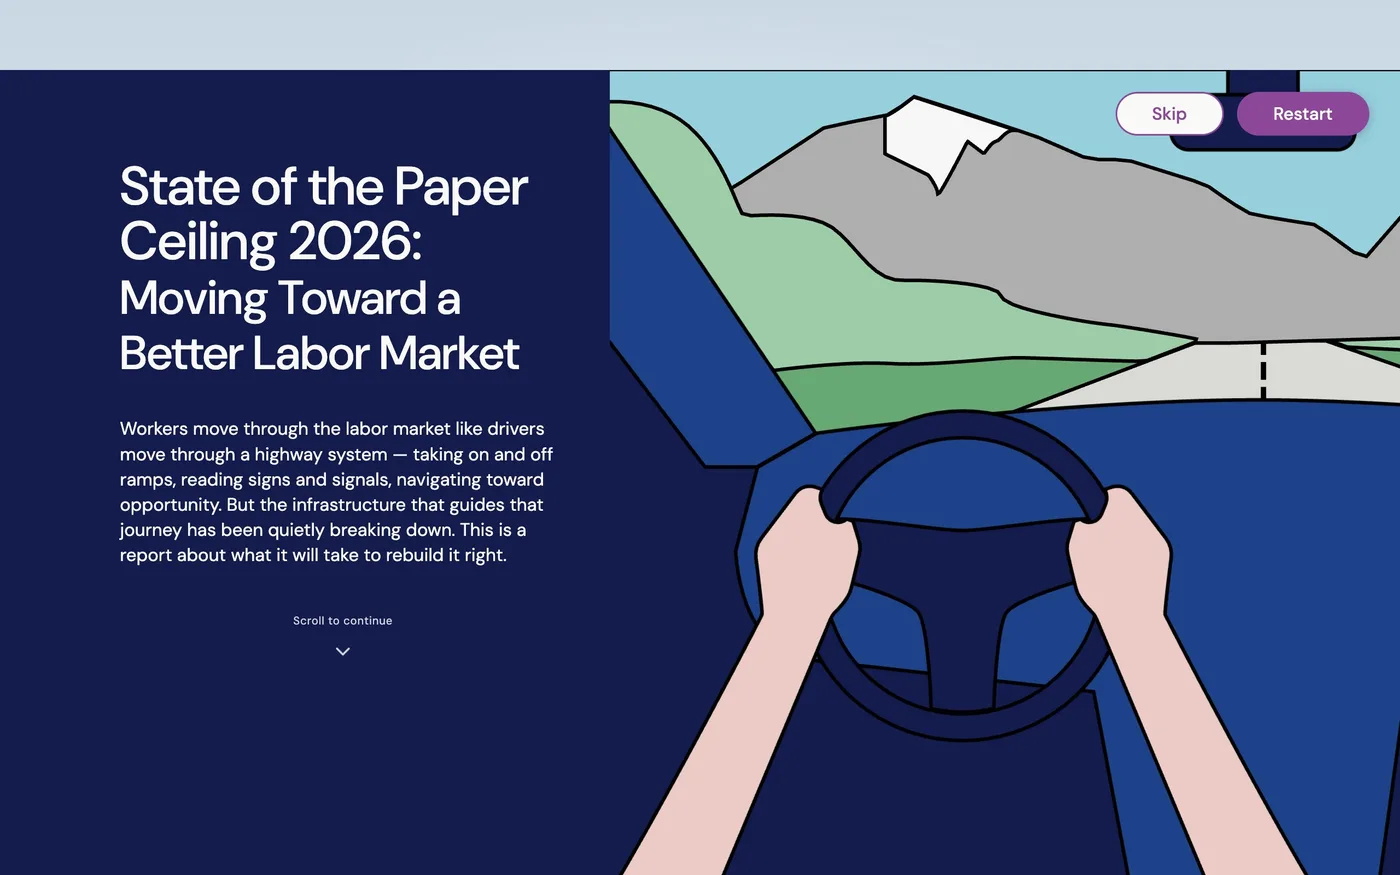 Skip
Restart
State of the Paper
Ceiling 2026:
Moving Toward a
Better Labor Market
Workers move through the labor market like drivers
move through a highway system — taking on and off
ramps, reading signs and signals, navigating toward
opportunity. But the infrastructure that guides that
journey has been quietly breaking down. This is a
report about what it will take to rebuild it right.
Scroll to continue